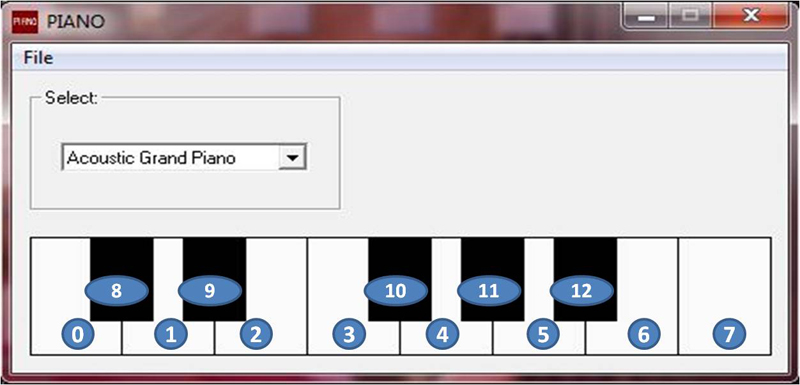 PIANO PIANO
File
Select:
Acoustic Grand Piano
8 9 10 11 12
0 1 2 3 4 5 6 7